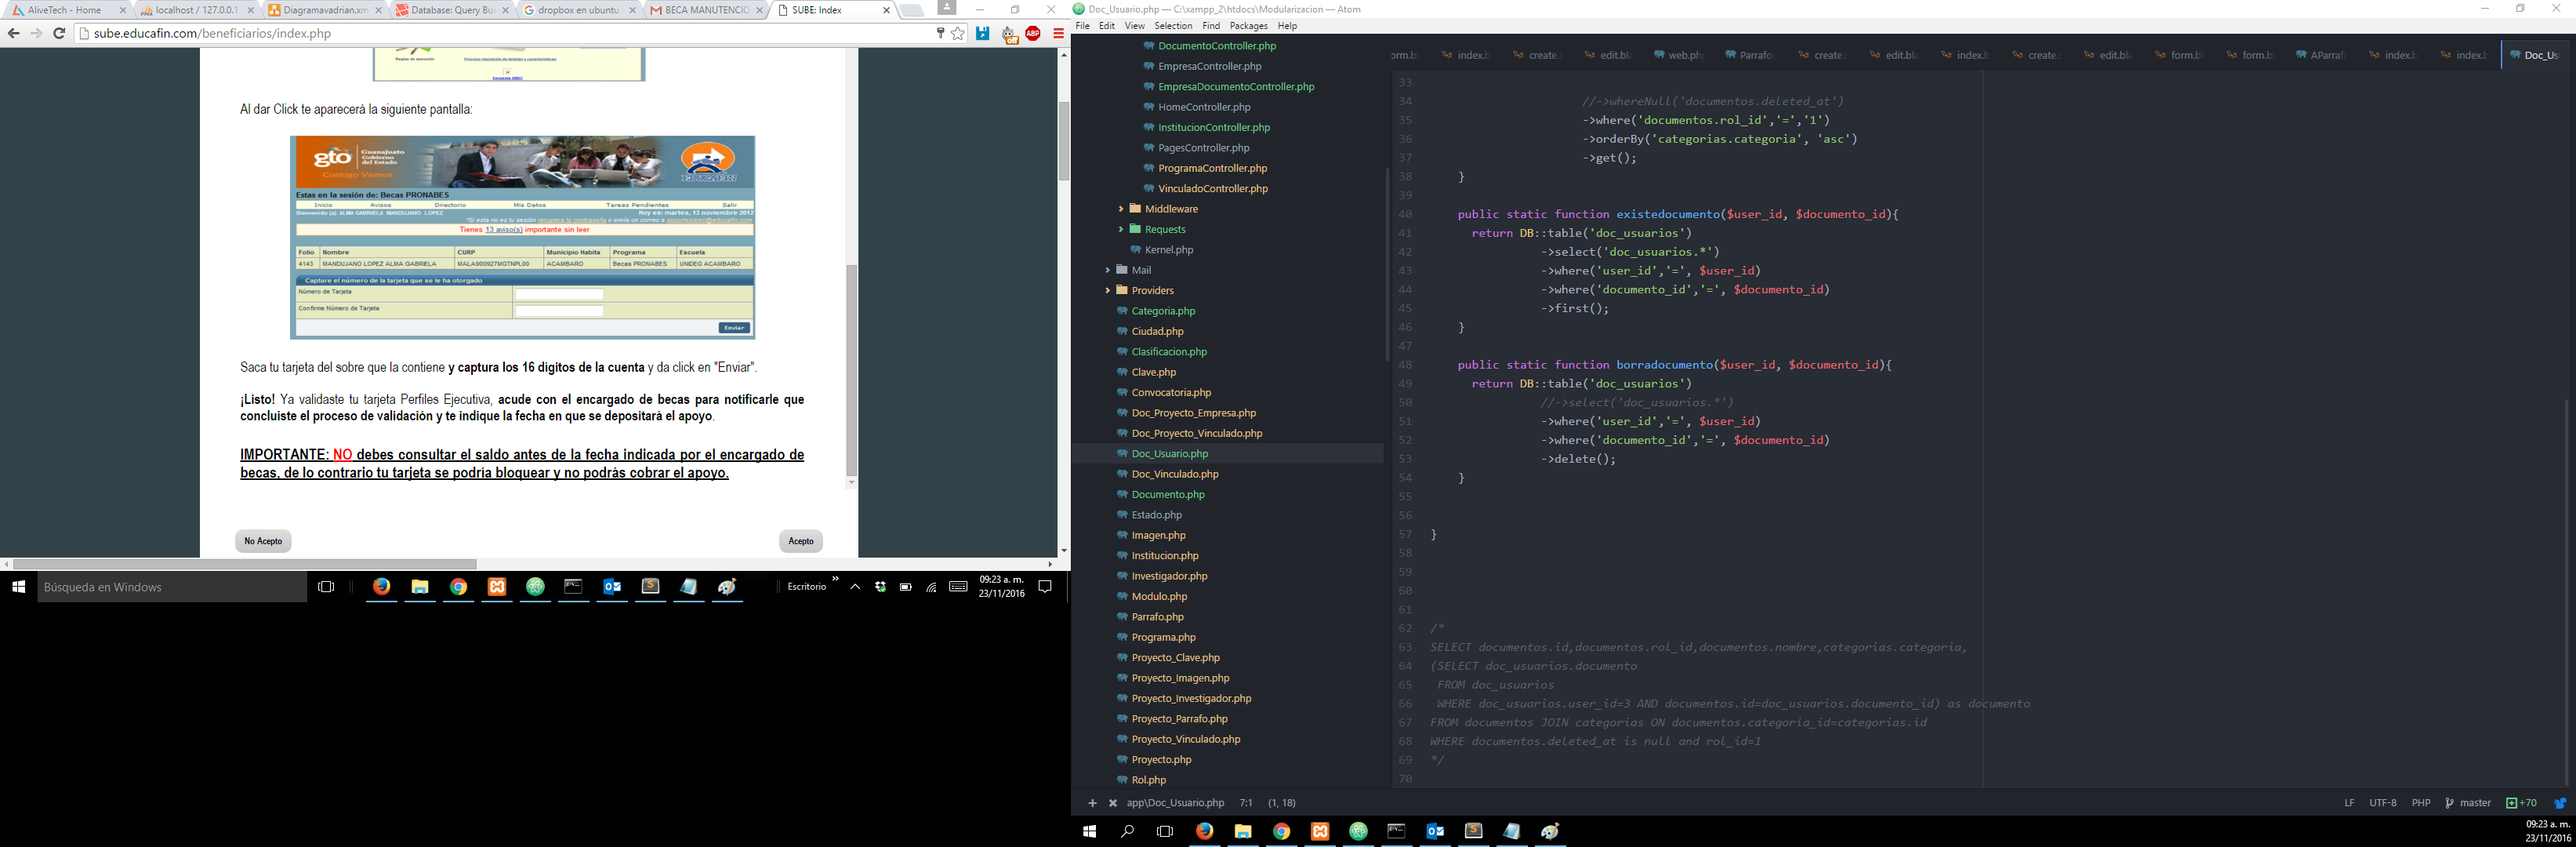 AliveTech - Home
localhost / 127.0.0.1
Diagramavadrian.xm
Database: Query Bu
dropbox en ubuntu
BECA MANUTENCIO
SUBE: Index
sube.educafin.com/beneficiarios/index.php
Reglas de operación
Al dar Click te aparecerá la siguiente pantalla:
gto
Guanajuato
Gobierno
del Estado
Contigo Vamos
EDUCAFIN
Estas en la sesión de: Becas PRONABES
Inicio Avisos Directorio Mis Datos Tareas Pendientes Salir
Bienvenido (a): ALMA GABRIELA MANDUJANO LOPEZ Hoy es: martes, 13 noviembre 2012
*Si esta no es tu sesión recupera tu contraseña o envia un correo a
Tienes 13 aviso(s) importante sin leer
Folio Nombre CURP Municipio Habita Programa Escuela
4143 MANDUJANO LOPEZ ALMA GABRIELA MALA900927MGTNPL00 ACAMBARO Becas PRONABES UNIDEG ACAMBARO
Capture el número de la tarjeta que se le ha otorgado
Número de Tarjeta
Confirme Número de Tarjeta
Enviar
Saca tu tarjeta del sobre que la contiene y captura los 16 dígitos de la cuenta y da click en "Enviar".
¡Listo! Ya validaste tu tarjeta Perfiles Ejecutiva, acude con el encargado de becas para notificarle que
concluiste el proceso de validación y te indique la fecha en que se depositará el apoyo.
IMPORTANTE: NO debes consultar el saldo antes de la fecha indicada por el encargado de
becas, de lo contrario tu tarjeta se podría bloquear y no podrás cobrar el apoyo.
No Acepto
Acepto
Búsqueda en Windows
Escritorio
09:23 a. m.
23/11/2016
Doc_Usuario.php — C:\xampp_2\htdocs\Modularizacion — Atom
File Edit View Selection Find Packages Help
DocumentoController.php
EmpresaController.php
EmpresaDocumentoController.php
HomeController.php
InstitucionController.php
PagesController.php
ProgramaController.php
VinculadoController.php
Middleware
Requests
Kernel.php
Mail
Providers
Categoria.php
Ciudad.php
Clasificacion.php
Clave.php
Convocatoria.php
Doc_Proyecto_Empresa.php
Doc_Proyecto_Vinculado.php
Doc_Usuario.php
Doc_Vinculado.php
Documento.php
Estado.php
Imagen.php
Institucion.php
Investigador.php
Modulo.php
Parrafo.php
Programa.php
Proyecto_Clave.php
Proyecto_Imagen.php
Proyecto_Investigador.php
Proyecto_Parrafo.php
Proyecto_Vinculado.php
Proyecto.php
Rol.php
orm.bl index.b create. edit.bla web.ph Parrafo. create. edit.bla index.b create. edit.bla form.b form.b AParraf index.b index.b Doc_Us
33
34 //->whereNull('documentos.deleted_at')
35 ->where('documentos.rol_id','=','1')
36 ->orderBy('categorias.categoria', 'asc')
37 ->get();
38 }
39
40 public static function existedocumento($user_id, $documento_id){
41 return DB::table('doc_usuarios')
42 ->select('doc_usuarios.*')
43 ->where('user_id','=', $user_id)
44 ->where('documento_id','=', $documento_id)
45 ->first();
46 }
47
48 public static function borradocumento($user_id, $documento_id){
49 return DB::table('doc_usuarios')
50 //->select('doc_usuarios.*')
51 ->where('user_id','=', $user_id)
52 ->where('documento_id','=', $documento_id)
53 ->delete();
54 }
55
56
57 }
58
59
60
61
62 /*
63 SELECT documentos.id,documentos.rol_id,documentos.nombre,categorias.categoria,
64 (SELECT doc_usuarios.documento
65 FROM doc_usuarios
66 WHERE doc_usuarios.user_id=3 AND documentos.id=doc_usuarios.documento_id) as documento
67 FROM documentos JOIN categorias ON documentos.categoria_id=categorias.id
68 WHERE documentos.deleted_at is null and rol_id=1
69 */
70
app\Doc_Usuario.php 7:1 (1, 18)
LF UTF-8 PHP master +70
09:23 a. m.
23/11/2016